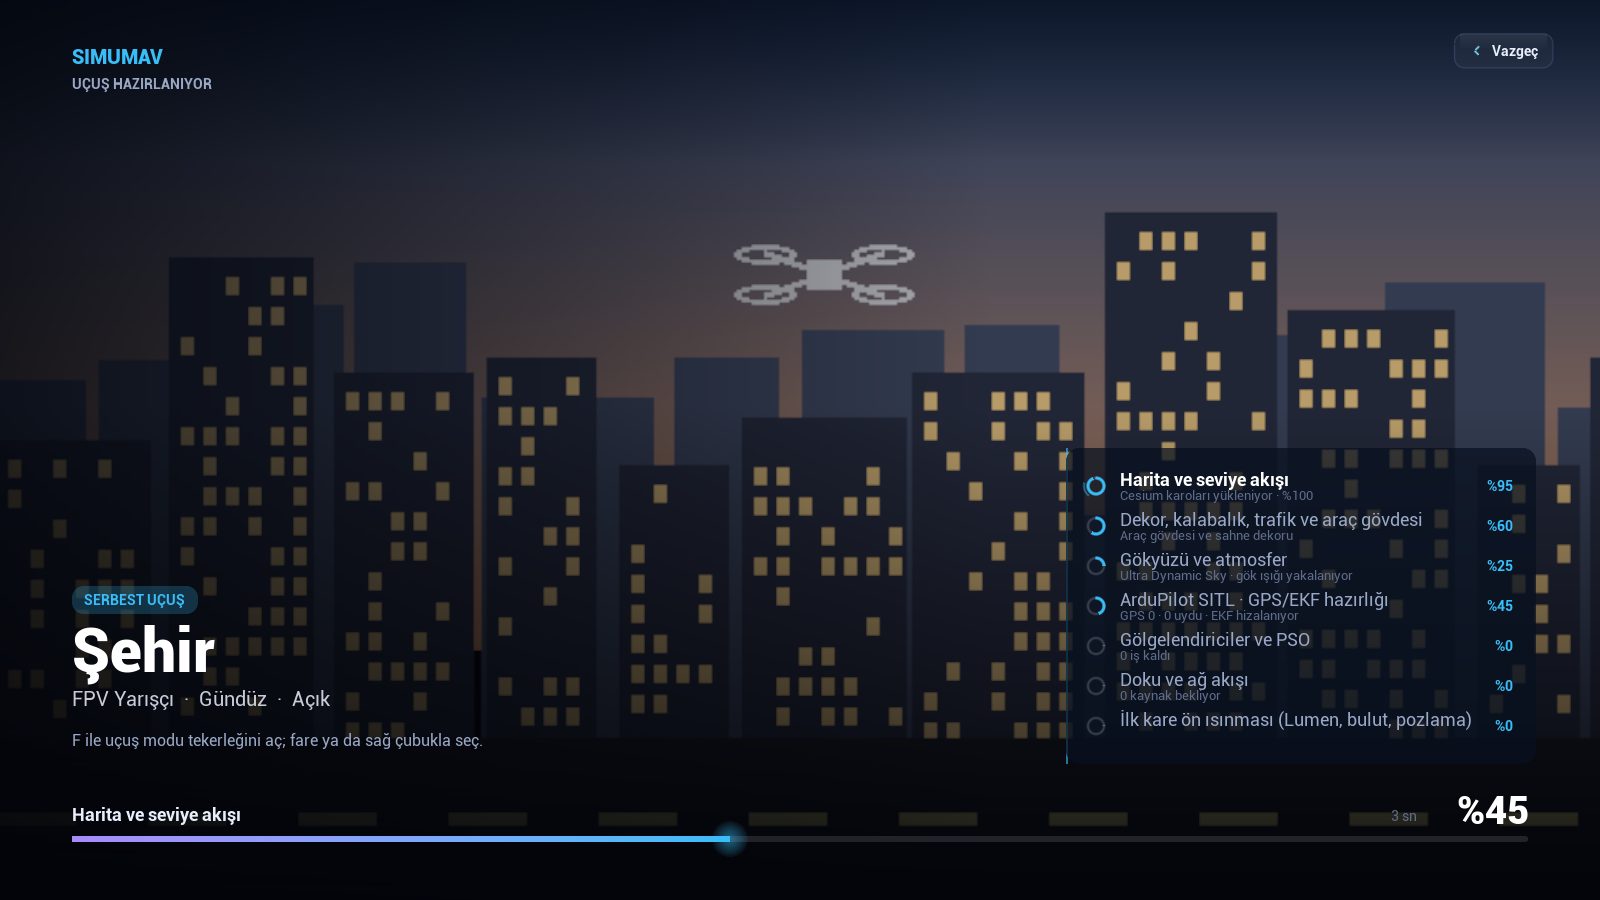 SIMUMAV
UÇUŞ HAZIRLANIYOR
Vazgeç
Harita ve seviye akışı
%95
Cesium karoları yükleniyor · %100
Dekor, kalabalık, trafik ve araç gövdesi
%60
Araç gövdesi ve sahne dekoru
Gökyüzü ve atmosfer
%25
Ultra Dynamic Sky · gök ışığı yakalanıyor
ArduPilot SITL · GPS/EKF hazırlığı
%45
GPS 0 · 0 uydu · EKF hizalanıyor
Gölgelendiriciler ve PSO
%0
0 iş kaldı
Doku ve ağ akışı
%0
0 kaynak bekliyor
İlk kare ön ısınması (Lumen, bulut, pozlama)
%0
SERBEST UÇUŞ
Şehir
FPV Yarışçı · Gündüz · Açık
F ile uçuş modu tekerleğini aç; fare ya da sağ çubukla seç.
Harita ve seviye akışı
3 sn
%45